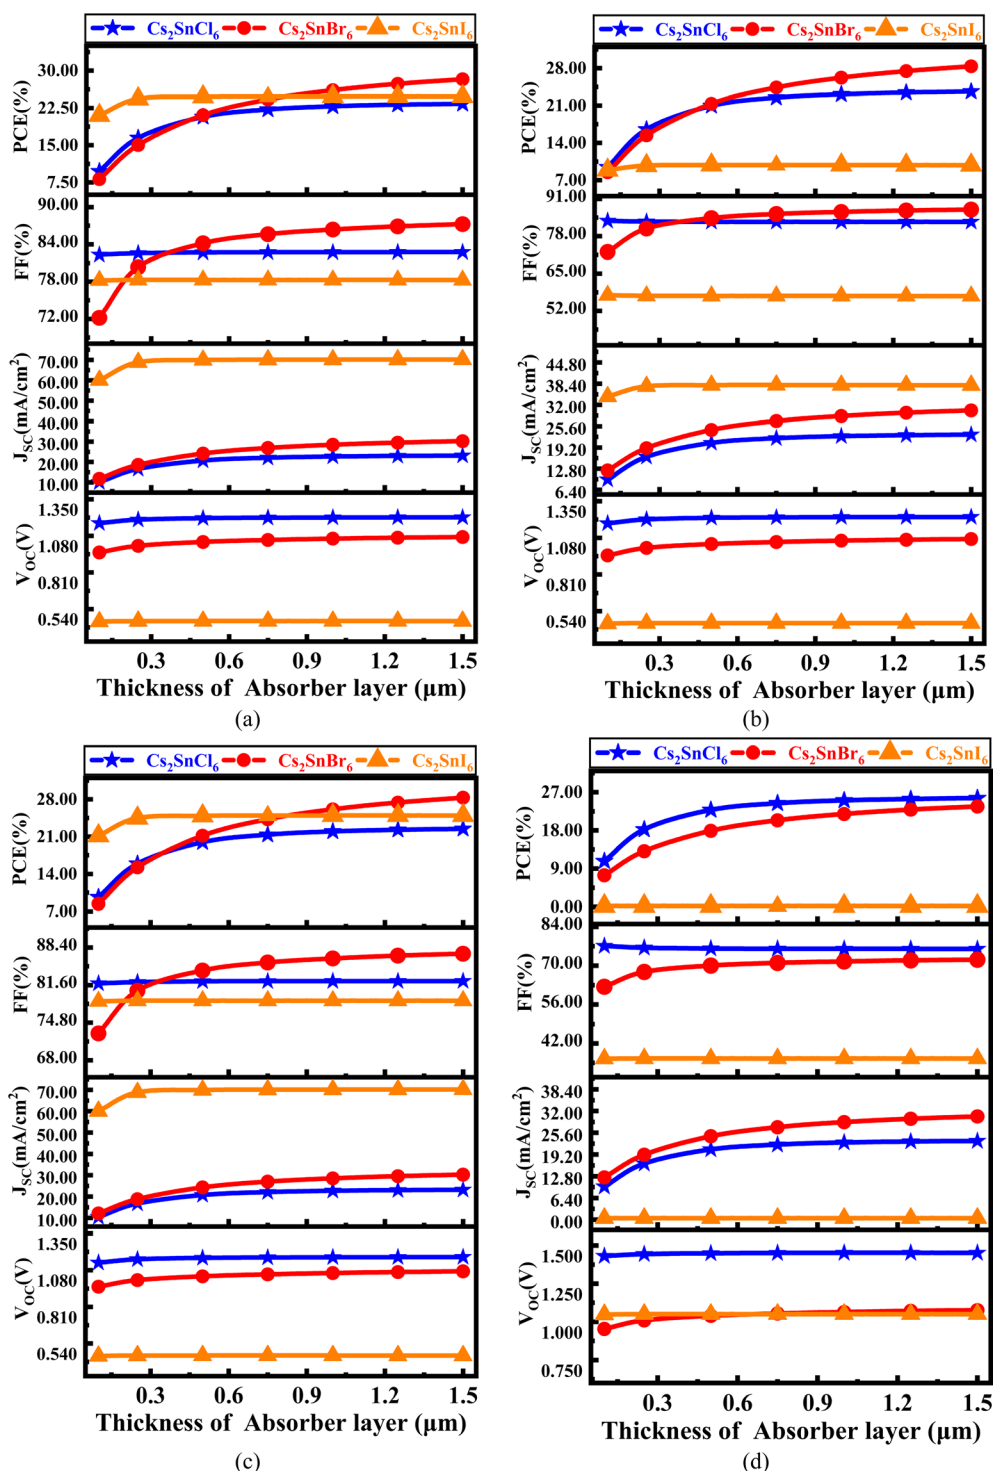 Cs₂SnCl₆ Cs₂SnBr₆ Cs₂SnI₆
PCE(%)
30.00
22.50
15.00
7.50
FF(%)
90.00
84.00
78.00
72.00
J_SC(mA/cm²)
70.00
60.00
50.00
40.00
30.00
20.00
10.00
V_OC(V)
1.350
1.080
0.810
0.540
0.3 0.6 0.9 1.2 1.5
Thickness of Absorber layer (μm)
(a)
Cs₂SnCl₆ Cs₂SnBr₆ Cs₂SnI₆
PCE(%)
28.00
21.00
14.00
7.00
FF(%)
91.00
78.00
65.00
52.00
J_SC(mA/cm²)
44.80
38.40
32.00
25.60
19.20
12.80
6.40
V_OC(V)
1.350
1.080
0.810
0.540
0.3 0.6 0.9 1.2 1.5
Thickness of Absorber layer (μm)
(b)
Cs₂SnCl₆ Cs₂SnBr₆ Cs₂SnI₆
PCE(%)
28.00
21.00
14.00
7.00
FF(%)
88.40
81.60
74.80
68.00
J_SC(mA/cm²)
70.00
60.00
50.00
40.00
30.00
20.00
10.00
V_OC(V)
1.350
1.080
0.810
0.540
0.3 0.6 0.9 1.2 1.5
Thickness of Absorber layer (μm)
(c)
Cs₂SnCl₆ Cs₂SnBr₆ Cs₂SnI₆
PCE(%)
27.00
18.00
9.00
0.00
FF(%)
84.00
70.00
56.00
42.00
J_SC(mA/cm²)
38.40
32.00
25.60
19.20
12.80
6.40
0.00
V_OC(V)
1.500
1.250
1.000
0.750
0.3 0.6 0.9 1.2 1.5
Thickness of Absorber layer (μm)
(d)